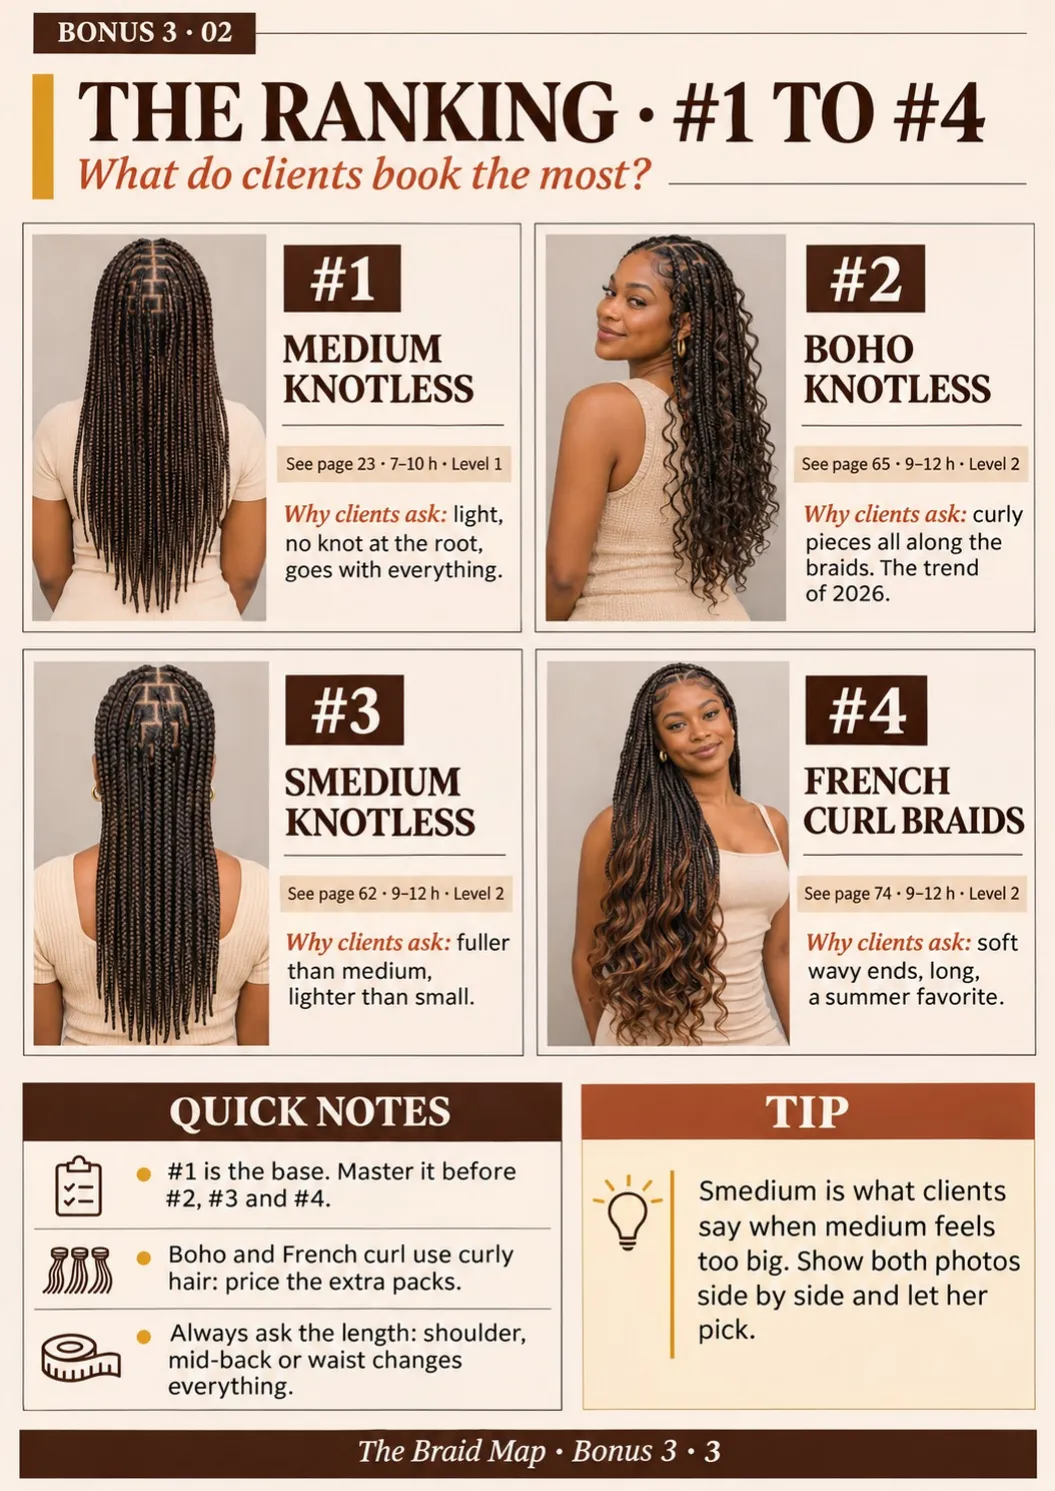 BONUS 3 · 02
THE RANKING · #1 TO #4
What do clients book the most?
#1
MEDIUM
KNOTLESS
See page 23 · 7–10 h · Level 1
Why clients ask: light,
no knot at the root,
goes with everything.
#2
BOHO
KNOTLESS
See page 65 · 9–12 h · Level 2
Why clients ask: curly
pieces all along the
braids. The trend
of 2026.
#3
SMEDIUM
KNOTLESS
See page 62 · 9–12 h · Level 2
Why clients ask: fuller
than medium,
lighter than small.
#4
FRENCH
CURL BRAIDS
See page 74 · 9–12 h · Level 2
Why clients ask: soft
wavy ends, long,
a summer favorite.
QUICK NOTES
#1 is the base. Master it before
#2, #3 and #4.
Boho and French curl use curly
hair: price the extra packs.
Always ask the length: shoulder,
mid-back or waist changes
everything.
TIP
Smedium is what clients
say when medium feels
too big. Show both photos
side by side and let her
pick.
The Braid Map · Bonus 3 · 3